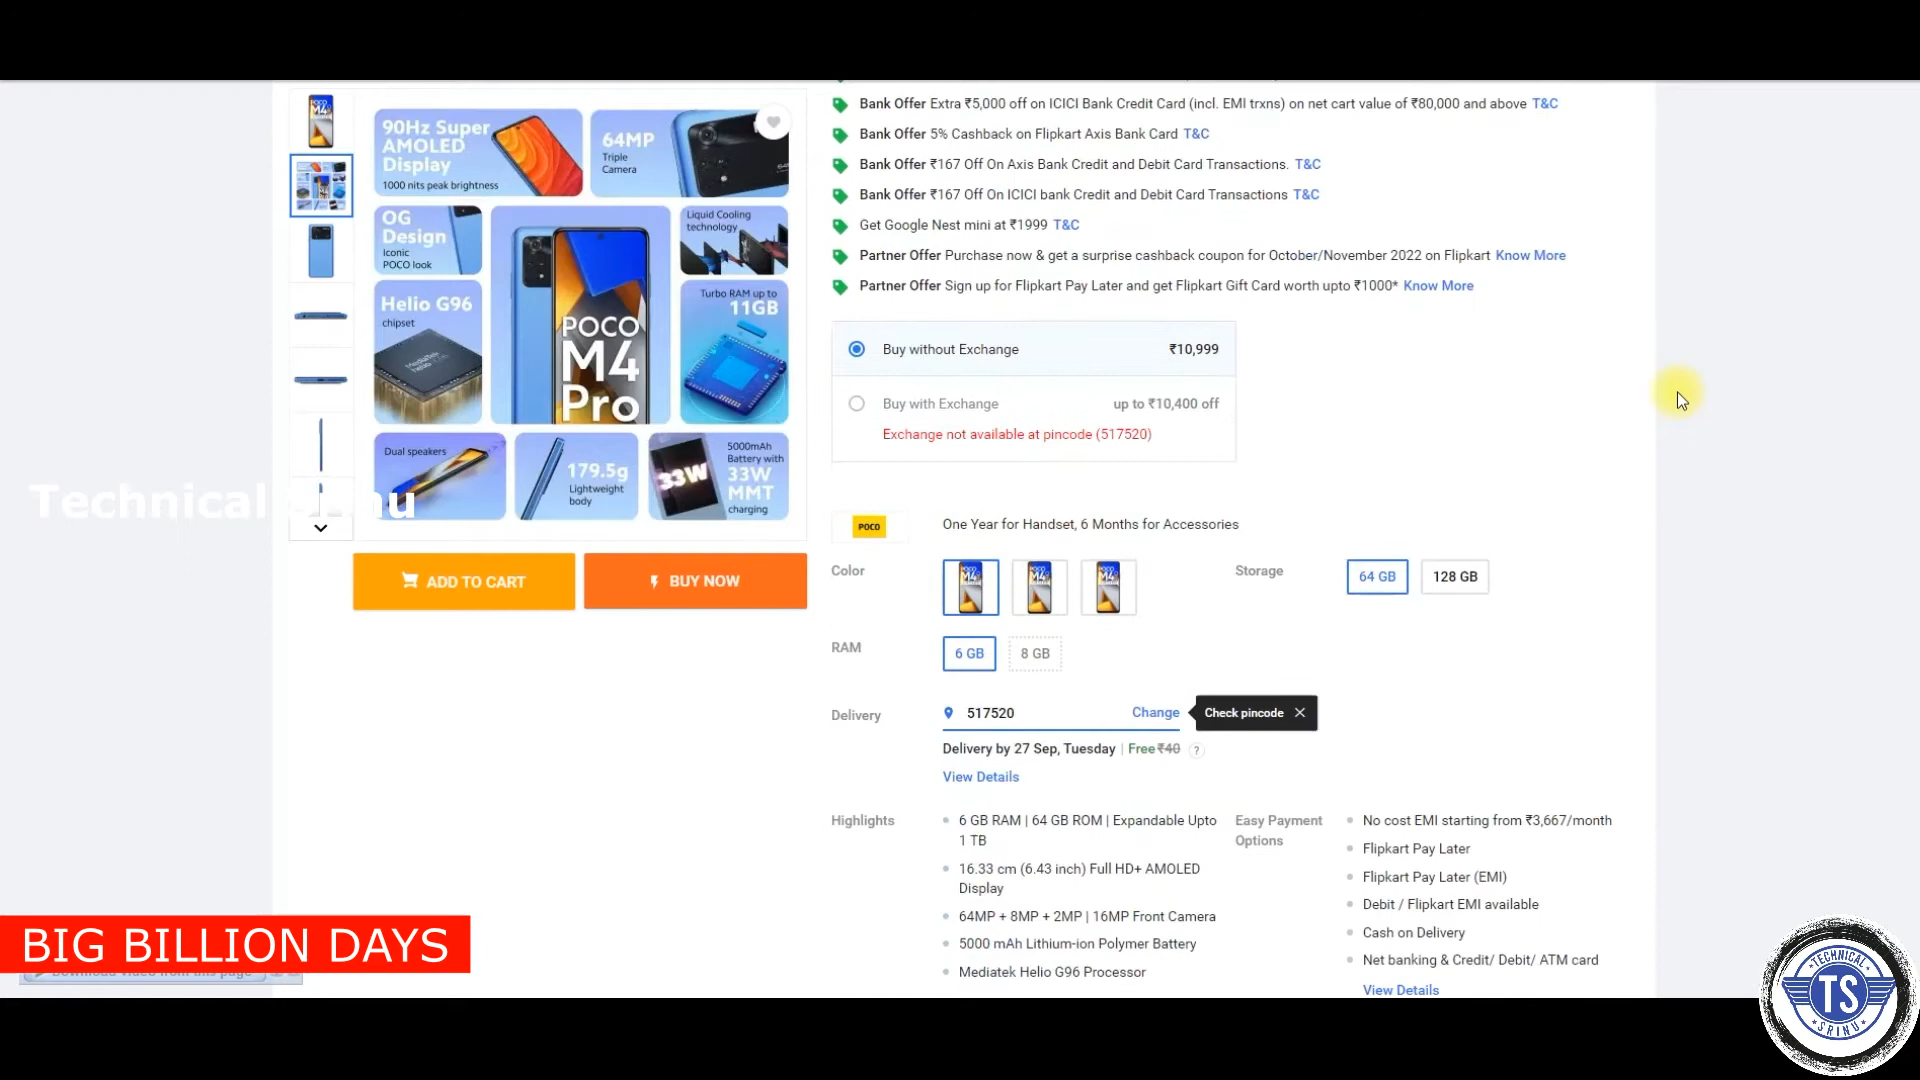 Bank Offer Extra ₹5,000 off on ICICI Bank Credit Card (incl. EMI trxns) on net cart value of ₹80,000 and above T&C
Bank Offer 5% Cashback on Flipkart Axis Bank Card T&C
Bank Offer ₹167 Off On Axis Bank Credit and Debit Card Transactions. T&C
Bank Offer ₹167 Off On ICICI bank Credit and Debit Card Transactions T&C
Get Google Nest mini at ₹1999 T&C
Partner Offer Purchase now & get a surprise cashback coupon for October/November 2022 on Flipkart Know More
Partner Offer Sign up for Flipkart Pay Later and get Flipkart Gift Card worth upto ₹1000* Know More
90Hz Super
AMOLED
Display
1000 nits peak brightness
64MP
Triple
Camera
OG
Design
Iconic
POCO look
Liquid Cooling
technology
Helio G96
chipset
MediaTek
POCO
M4
Pro
Turbo RAM up to
11GB
Dual speakers
179.5g
Lightweight
body
33W
5000mAh
Battery with
33W
MMT
charging
Technical Srinu
ADD TO CART
BUY NOW
Buy without Exchange ₹10,999
Buy with Exchange up to ₹10,400 off
Exchange not available at pincode (517520)
POCO
One Year for Handset, 6 Months for Accessories
Color
Storage 64 GB 128 GB
RAM 6 GB 8 GB
Delivery 517520 Change Check pincode
Delivery by 27 Sep, Tuesday | Free ₹40 ?
View Details
Highlights
6 GB RAM | 64 GB ROM | Expandable Upto
1 TB
16.33 cm (6.43 inch) Full HD+ AMOLED
Display
64MP + 8MP + 2MP | 16MP Front Camera
5000 mAh Lithium-ion Polymer Battery
Mediatek Helio G96 Processor
Easy Payment
Options
No cost EMI starting from ₹3,667/month
Flipkart Pay Later
Flipkart Pay Later (EMI)
Debit / Flipkart EMI available
Cash on Delivery
Net banking & Credit/ Debit/ ATM card
View Details
BIG BILLION DAYS
Download video from this page
TECHNICAL
TS
SRINU